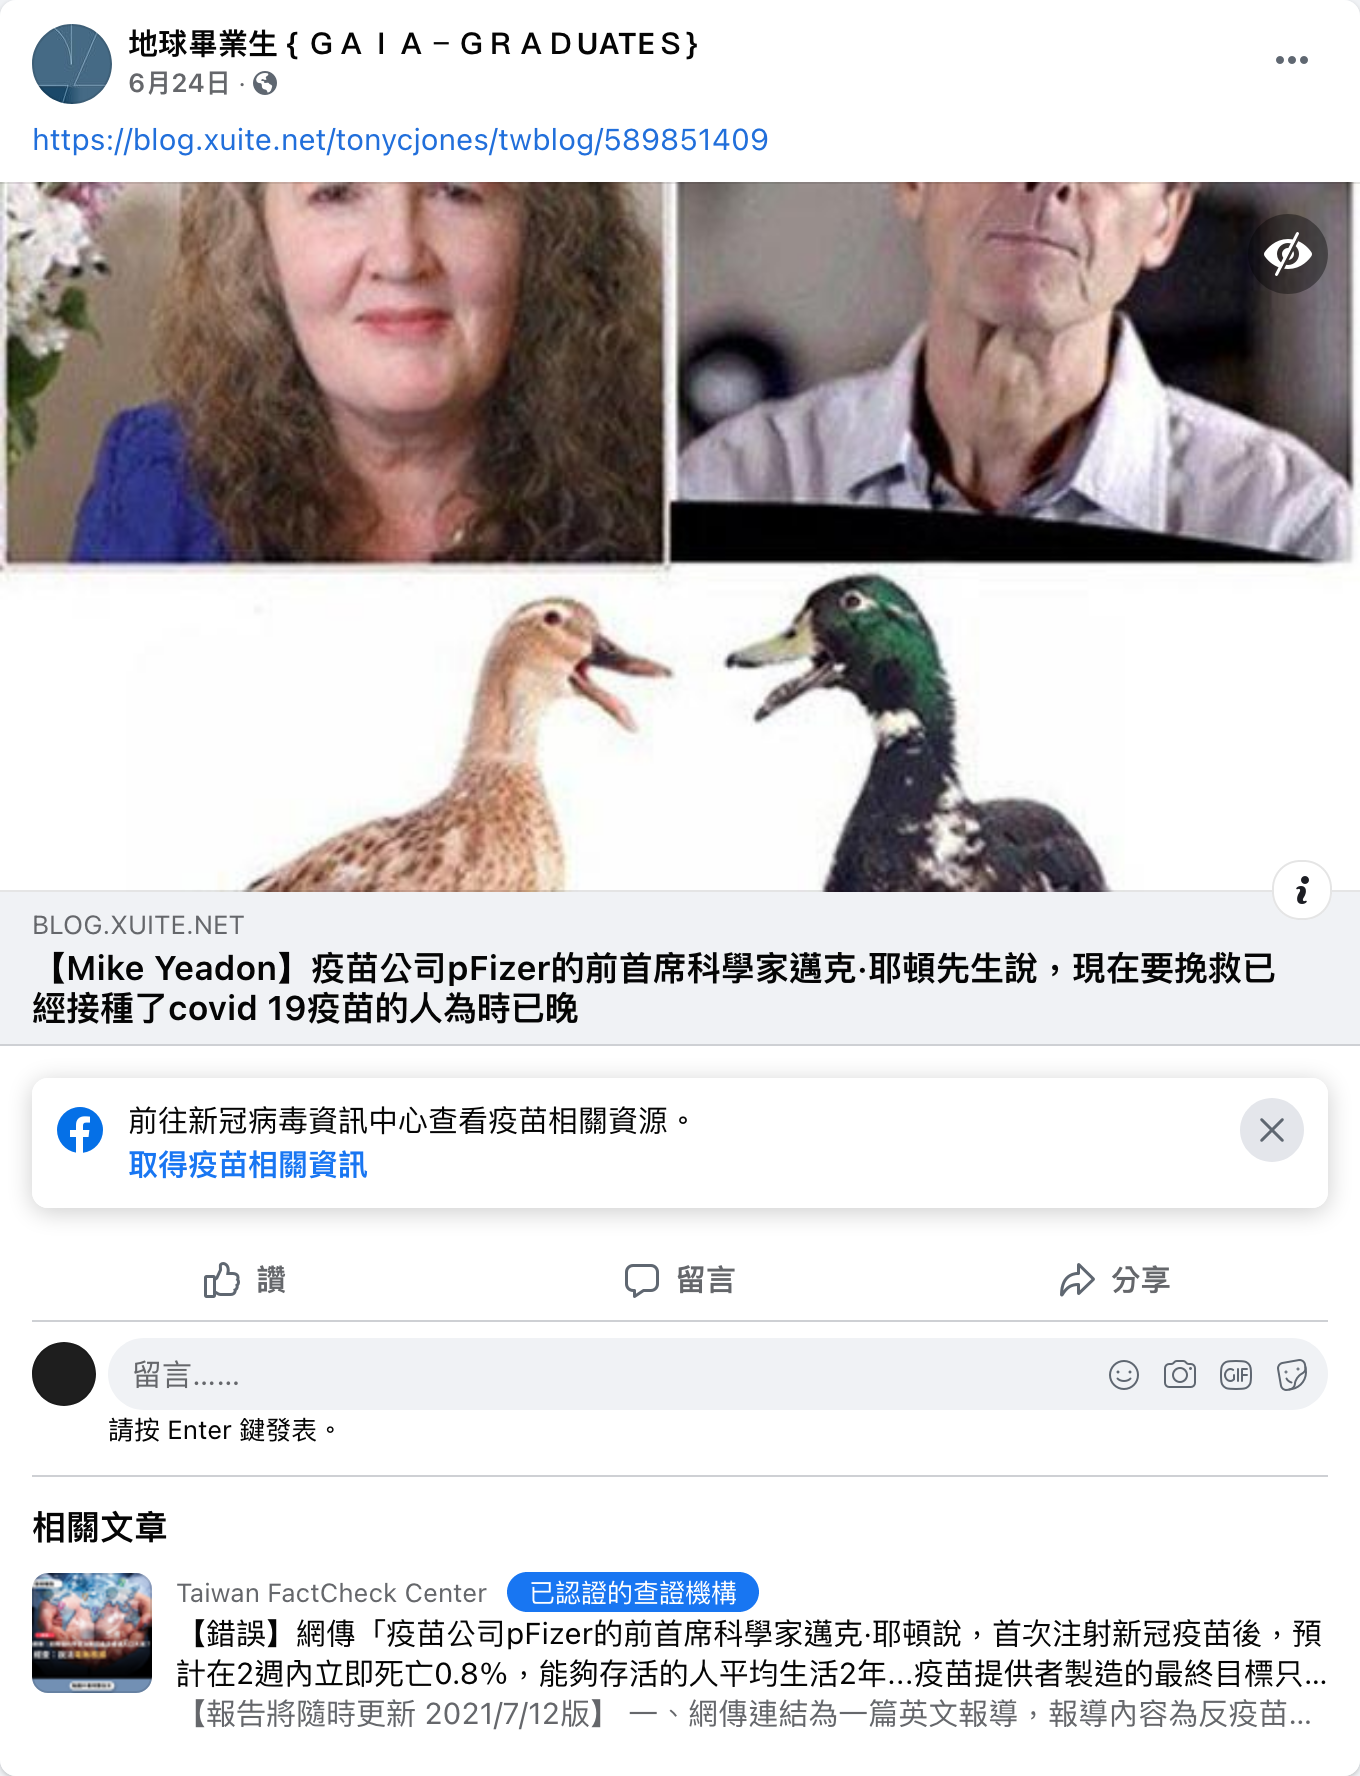 地球畢業生{ＧＡＩＡ–ＧＲＡDUATEＳ}
6月24日 ·
https://blog.xuite.net/tonycjones/twblog/589851409
BLOG.XUITE.NET
【Mike Yeadon】疫苗公司pFizer的前首席科學家邁克·耶頓先生說，現在要挽救已
經接種了covid 19疫苗的人為時已晚
前往新冠病毒資訊中心查看疫苗相關資源。
取得疫苗相關資訊
讚 留言 分享
留言……
GIF
請按 Enter 鍵發表。
相關文章
Taiwan FactCheck Center 已認證的查證機構
【錯誤】網傳「疫苗公司pFizer的前首席科學家邁克·耶頓說，首次注射新冠疫苗後，預
計在2週內立即死亡0.8%，能夠存活的人平均生活2年...疫苗提供者製造的最終目標只...
【報告將隨時更新 2021/7/12版】 一、網傳連結為一篇英文報導，報導內容為反疫苗...